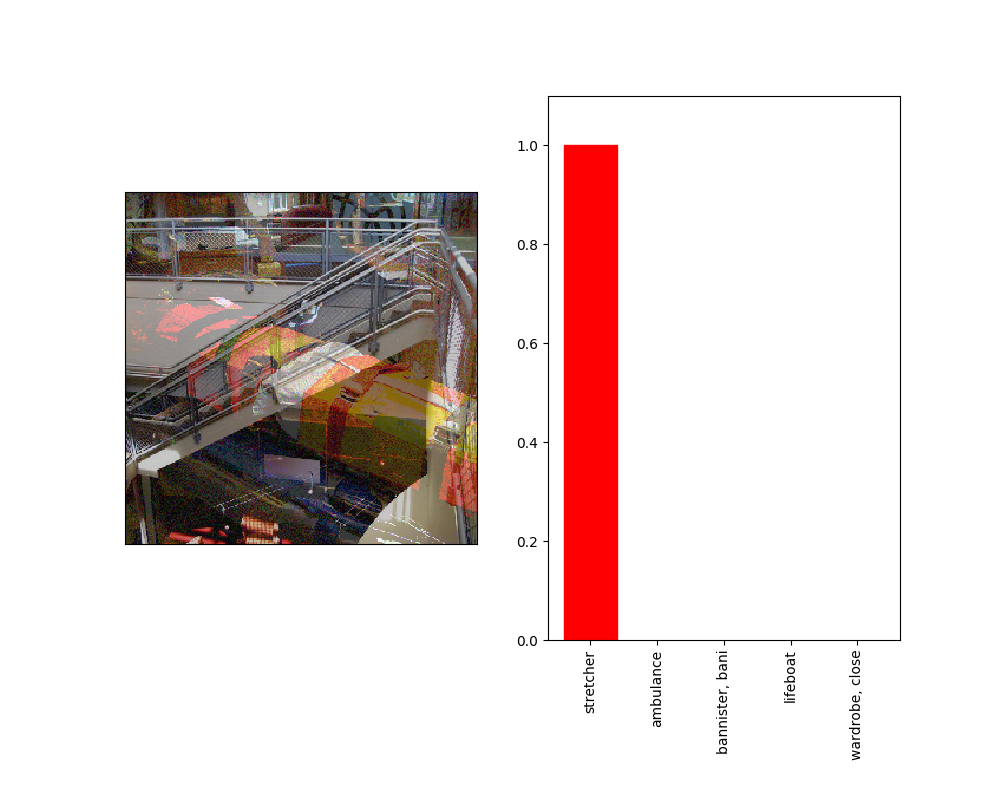 1.0
0.8
0.6
0.4
0.2
0.0
stretcher
ambulance
bannister, bani
lifeboat
wardrobe, close